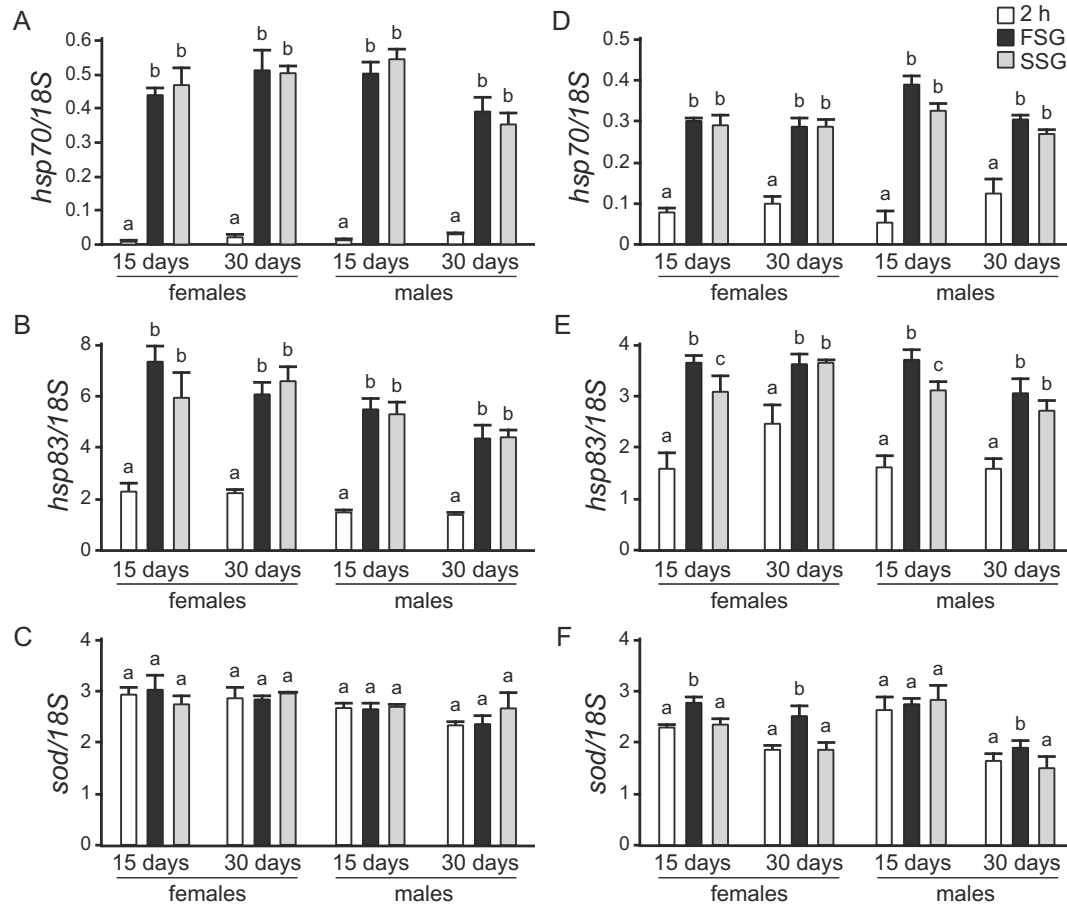 A
hsp70/18S
0.6
0.5
0.4
0.3
0.2
0.1
0
a b b a b b a b b a b b
15 days 30 days 15 days 30 days
females males
D
2 h
FSG
SSG
hsp70/18S
0.5
0.4
0.3
0.2
0.1
0
a b b a b b a b b a b b
15 days 30 days 15 days 30 days
females males
B
hsp83/18S
8
6
4
2
0
a b b a b b a b b a b b
15 days 30 days 15 days 30 days
females males
E
hsp83/18S
4
3
2
1
0
a b c a b b a b c a b b
15 days 30 days 15 days 30 days
females males
C
sod/18S
4
3
2
1
0
a a a a a a a a a a a a
15 days 30 days 15 days 30 days
females males
F
sod/18S
4
3
2
1
0
a b a a b a a a a a b a
15 days 30 days 15 days 30 days
females males